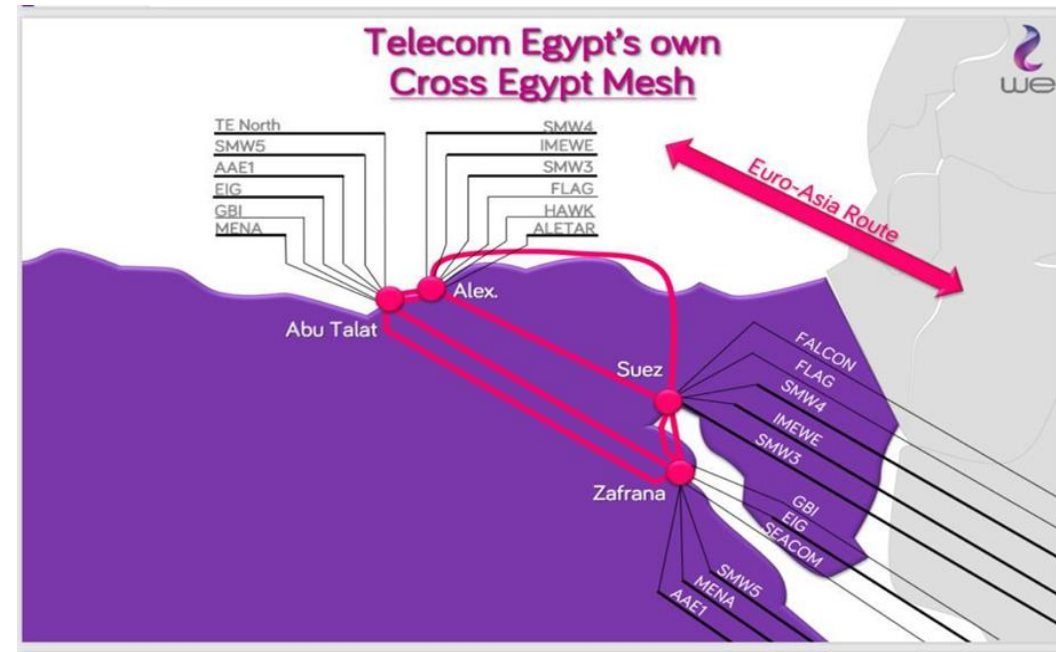 Telecom Egypt's own
Cross Egypt Mesh
we
TE North
SMW5
AAE1
EIG
GBI
MENA
SMW4
IMEWE
SMW3
FLAG
HAWK
ALETAR
Euro-Asia Route
Alex.
Abu Talat
Suez
Zafrana
FALCON
FLAG
SMW4
IMEWE
SMW3
GBI
EIG
SEACOM
SMW5
MENA
AAE1